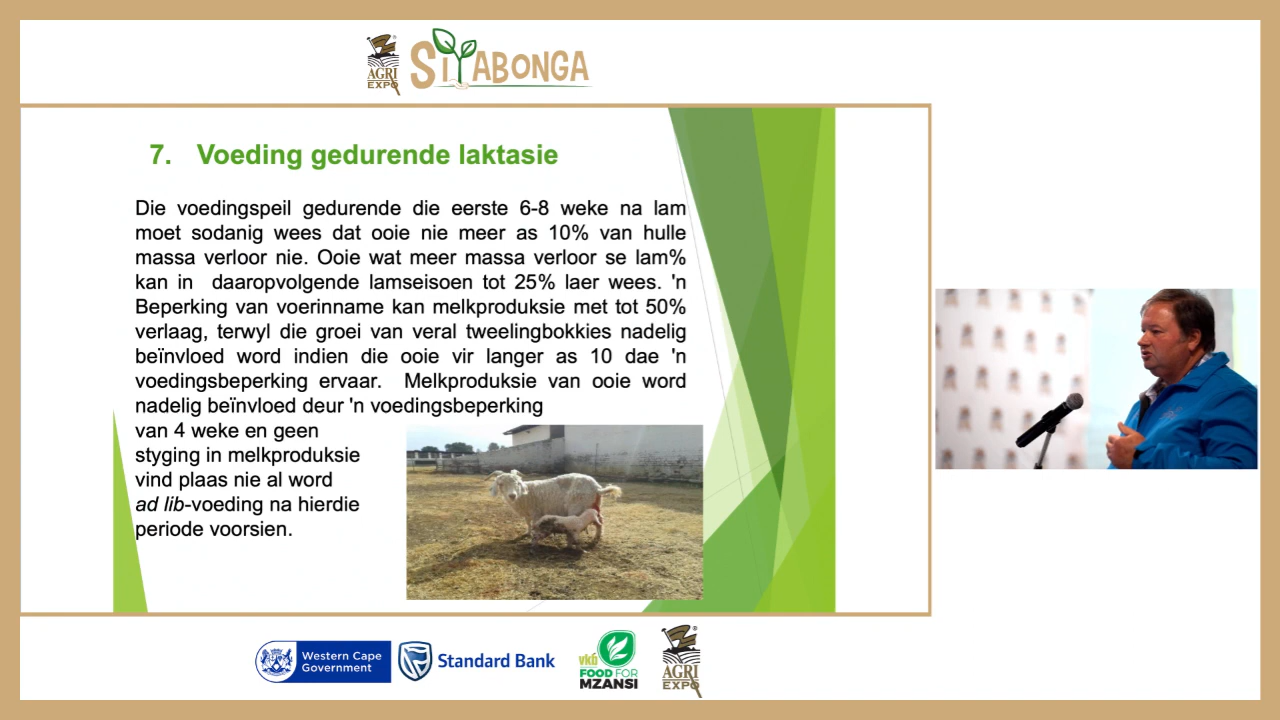 AGRI
EXPO
SIYABONGA
7. Voeding gedurende laktasie
Die voedingspeil gedurende die eerste 6-8 weke na lam
moet sodanig wees dat ooie nie meer as 10% van hulle
massa verloor nie. Ooie wat meer massa verloor se lam%
kan in daaropvolgende lamseisoen tot 25% laer wees. 'n
Beperking van voerinname kan melkproduksie met tot 50%
verlaag, terwyl die groei van veral tweelingbokkies nadelig
beïnvloed word indien die ooie vir langer as 10 dae 'n
voedingsbeperking ervaar. Melkproduksie van ooie word
nadelig beïnvloed deur 'n voedingsbeperking
van 4 weke en geen
styging in melkproduksie
vind plaas nie al word
ad lib-voeding na hierdie
periode voorsien.
Western Cape
Government
Standard Bank
vkb
FOOD FOR
MZANSI
AGRI
EXPO